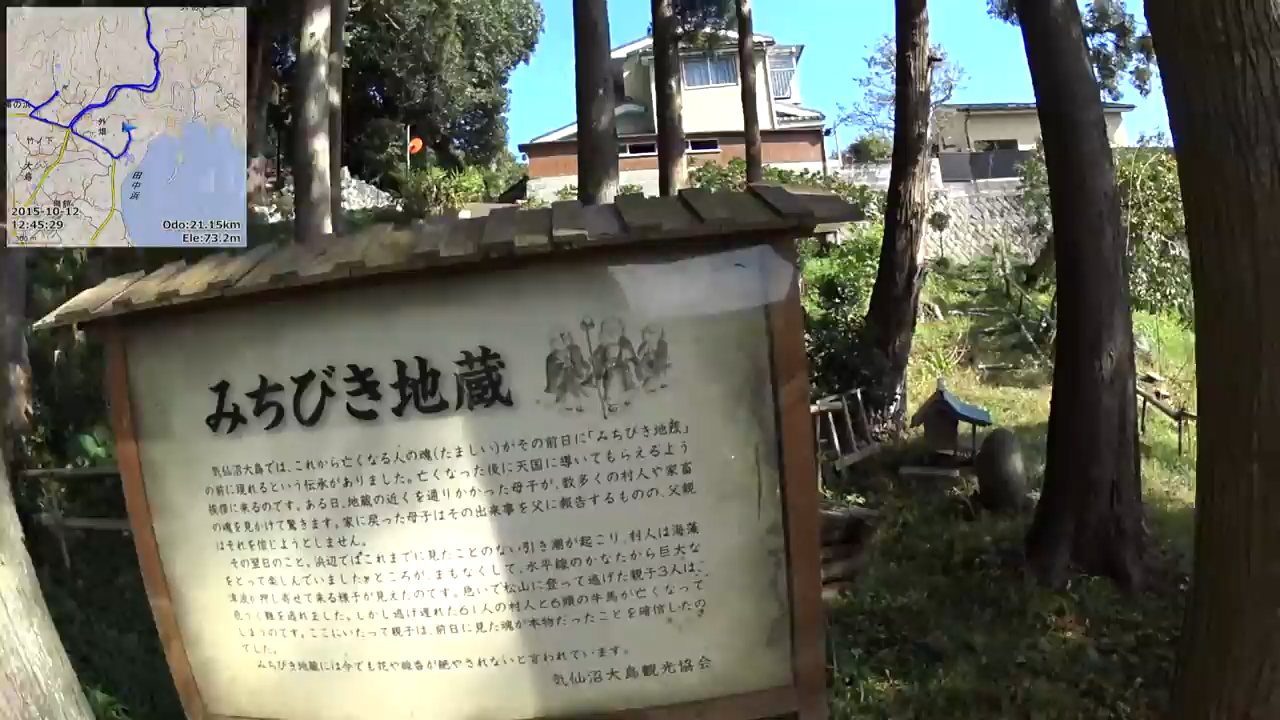 外畑
竹ノ下
大島
田中浜
2015-10-12
12:45:29
Odo:21.15km
Ele:73.2m
みちびき地蔵
気仙沼大島では、これから亡くなる人の魂(たましい)がその前日に「みちびき地蔵」
の前に現れるという伝承がありました。亡くなった後に天国に導いてもらえるよう
挨拶に来るのです。ある日、地蔵の近くを通りかかった母子が、数多くの村人や家畜
の魂を見かけて驚きます。家に戻った母子はその出来事を父に報告するものの、父親
はそれを信じようとしません。
その翌日のこと、浜辺ではこれまでに見たことのない引き潮が起こり、村人は海藻
をとって楽しんでいました。ところが、まもなくして、水平線のかなたから巨大な
津波が押し寄せて来る様子が見えたのです。急いで松山に登って逃げた親子3人は、
危うく難を逃れました。しかし逃げ遅れた61人の村人と6頭の牛馬が亡くなって
しまうのです。ここにいたって親子は、前日に見た魂が本物だったことを確信したの
でした。
みちびき地蔵には今でも花や線香が絶やされないと言われています。
気仙沼大島観光協会